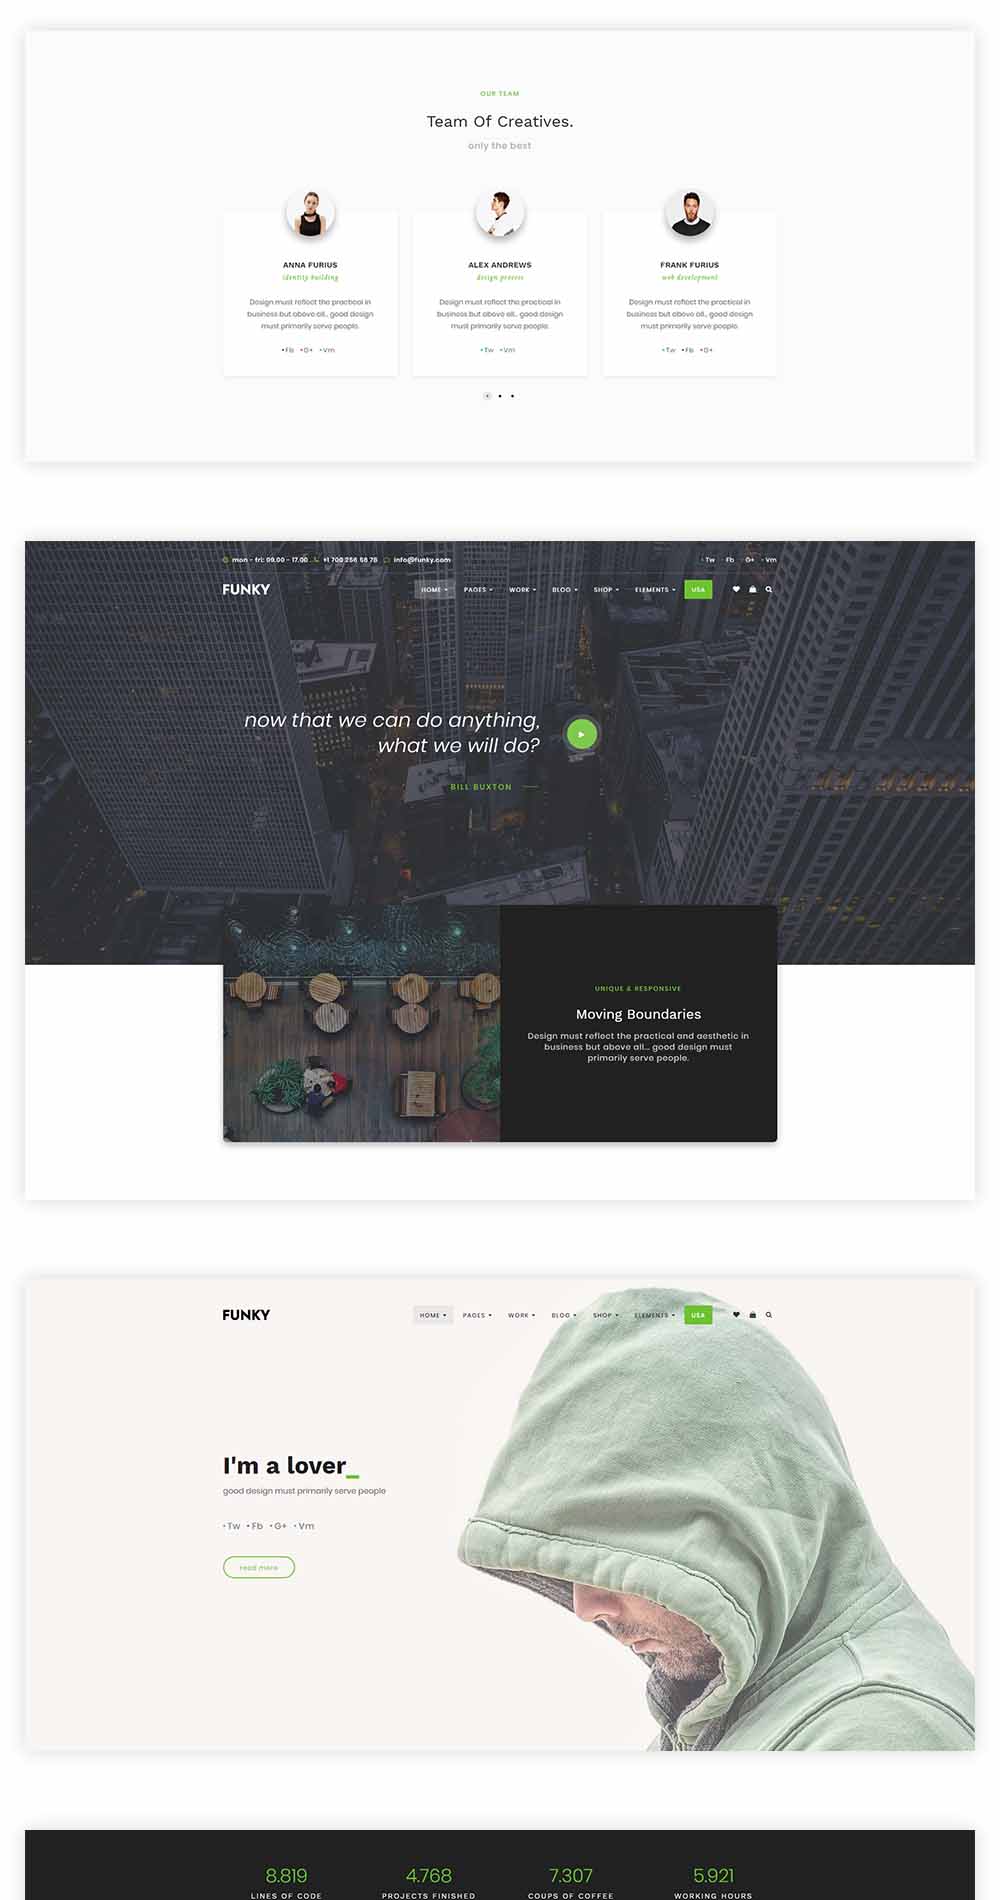 OUR TEAM
Team Of Creatives.
only the best
ANNA FURIUS
identity building
Design must reflect the practical in
business but above all... good design
must primarily serve people.
•Fb •G+ •Vm
ALEX ANDREWS
design process
Design must reflect the practical in
business but above all... good design
must primarily serve people.
•Tw •Vm
FRANK FURIUS
web development
Design must reflect the practical in
business but above all... good design
must primarily serve people.
•Tw •Fb •G+
mon - fri: 09.00 - 17.00 +1 700 256 56 76 info@funky.com
Tw Fb G+ Vm
FUNKY
HOME PAGES WORK BLOG SHOP ELEMENTS USA
now that we can do anything,
what we will do?
BILL BUXTON
UNIQUE & RESPONSIVE
Moving Boundaries
Design must reflect the practical and aesthetic in
business but above all... good design must
primarily serve people.
FUNKY
HOME PAGES WORK BLOG SHOP ELEMENTS USA
I'm a lover_
good design must primarily serve people
•Tw •Fb •G+ •Vm
read more
8.819 4.768 7.307 5.921
LINES OF CODE PROJECTS FINISHED COUPS OF COFFEE WORKING HOURS